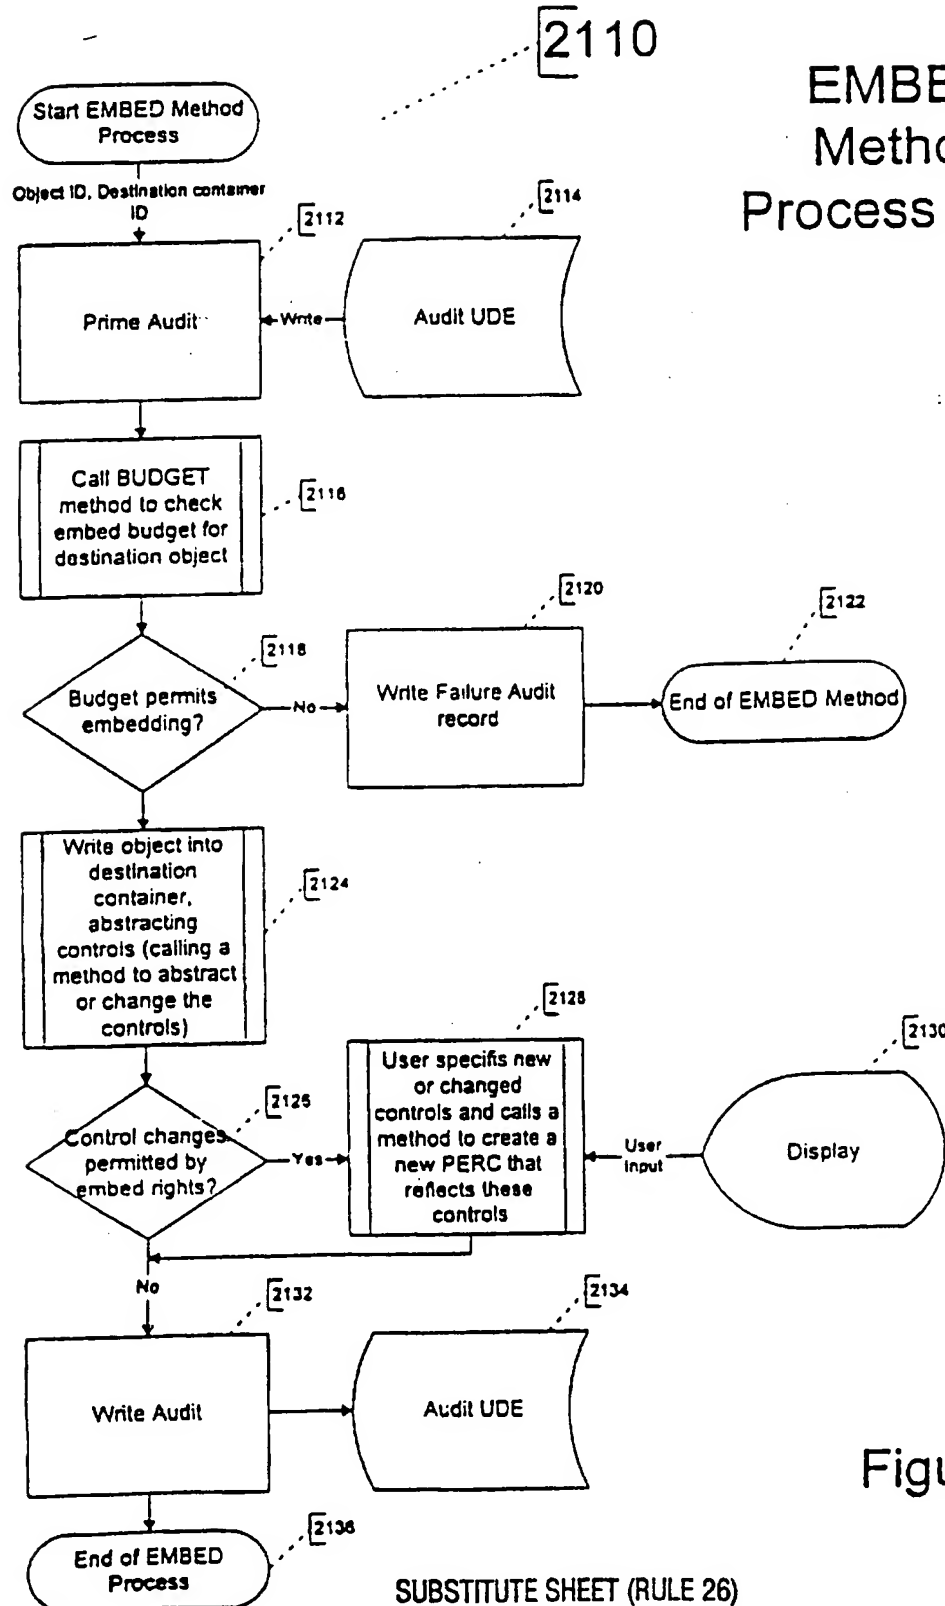 2110
EMBE
Metho
Process
Start EMBED Method
Process
Object ID, Destination container
ID
2112
2114
Prime Audit
Write
Audit UDE
Call BUDGET
method to check
embed budget for
destination object
2116
2118
Budget permits
embedding?
No
2120
Write Failure Audit
record
2122
End of EMBED Method
Write object into
destination
container,
abstracting
controls (calling a
method to abstract
or change the
controls)
2124
2126
Control changes
permitted by
embed rights?
Yes
2128
User specifis new
or changed
controls and calls a
method to create a
new PERC that
reflects these
controls
User
Input
2130
Display
No
2132
Write Audit
2134
Audit UDE
Figu
2136
End of EMBED
Process
SUBSTITUTE SHEET (RULE 26)